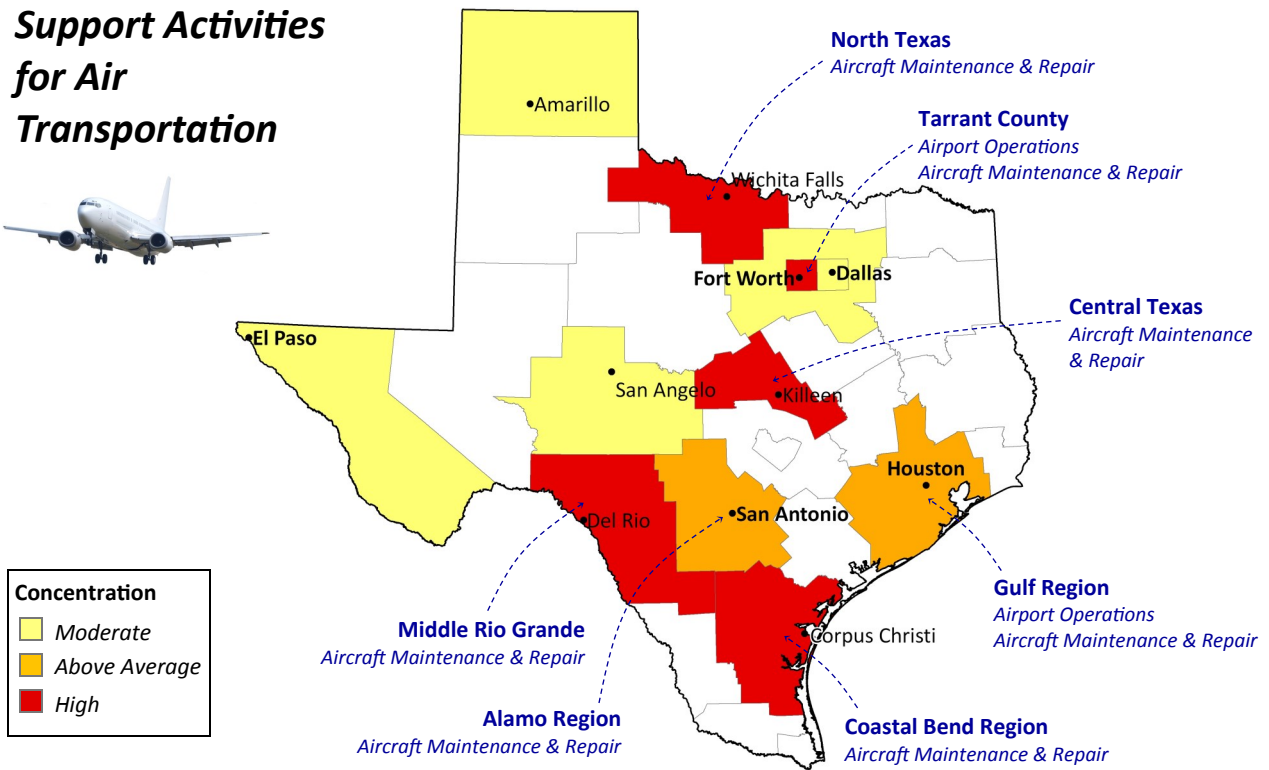 Support Activities
for Air
Transportation
North Texas
Aircraft Maintenance & Repair
Amarillo
Tarrant County
Airport Operations
Aircraft Maintenance & Repair
Wichita Falls
Fort Worth
Dallas
Central Texas
Aircraft Maintenance
& Repair
El Paso
San Angelo
Killeen
Houston
Del Rio
San Antonio
Gulf Region
Airport Operations
Aircraft Maintenance & Repair
Concentration
Moderate
Above Average
High
Middle Rio Grande
Aircraft Maintenance & Repair
Corpus Christi
Alamo Region
Aircraft Maintenance & Repair
Coastal Bend Region
Aircraft Maintenance & Repair